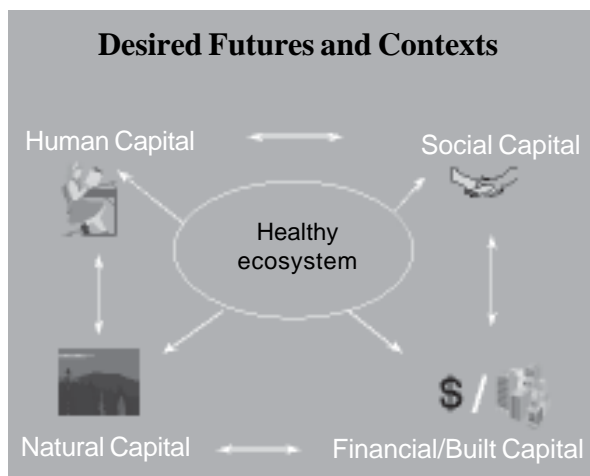 Desired Futures and Contexts
Human Capital
Social Capital
Healthy
ecosystem
$ /
Natural Capital
Financial/Built Capital